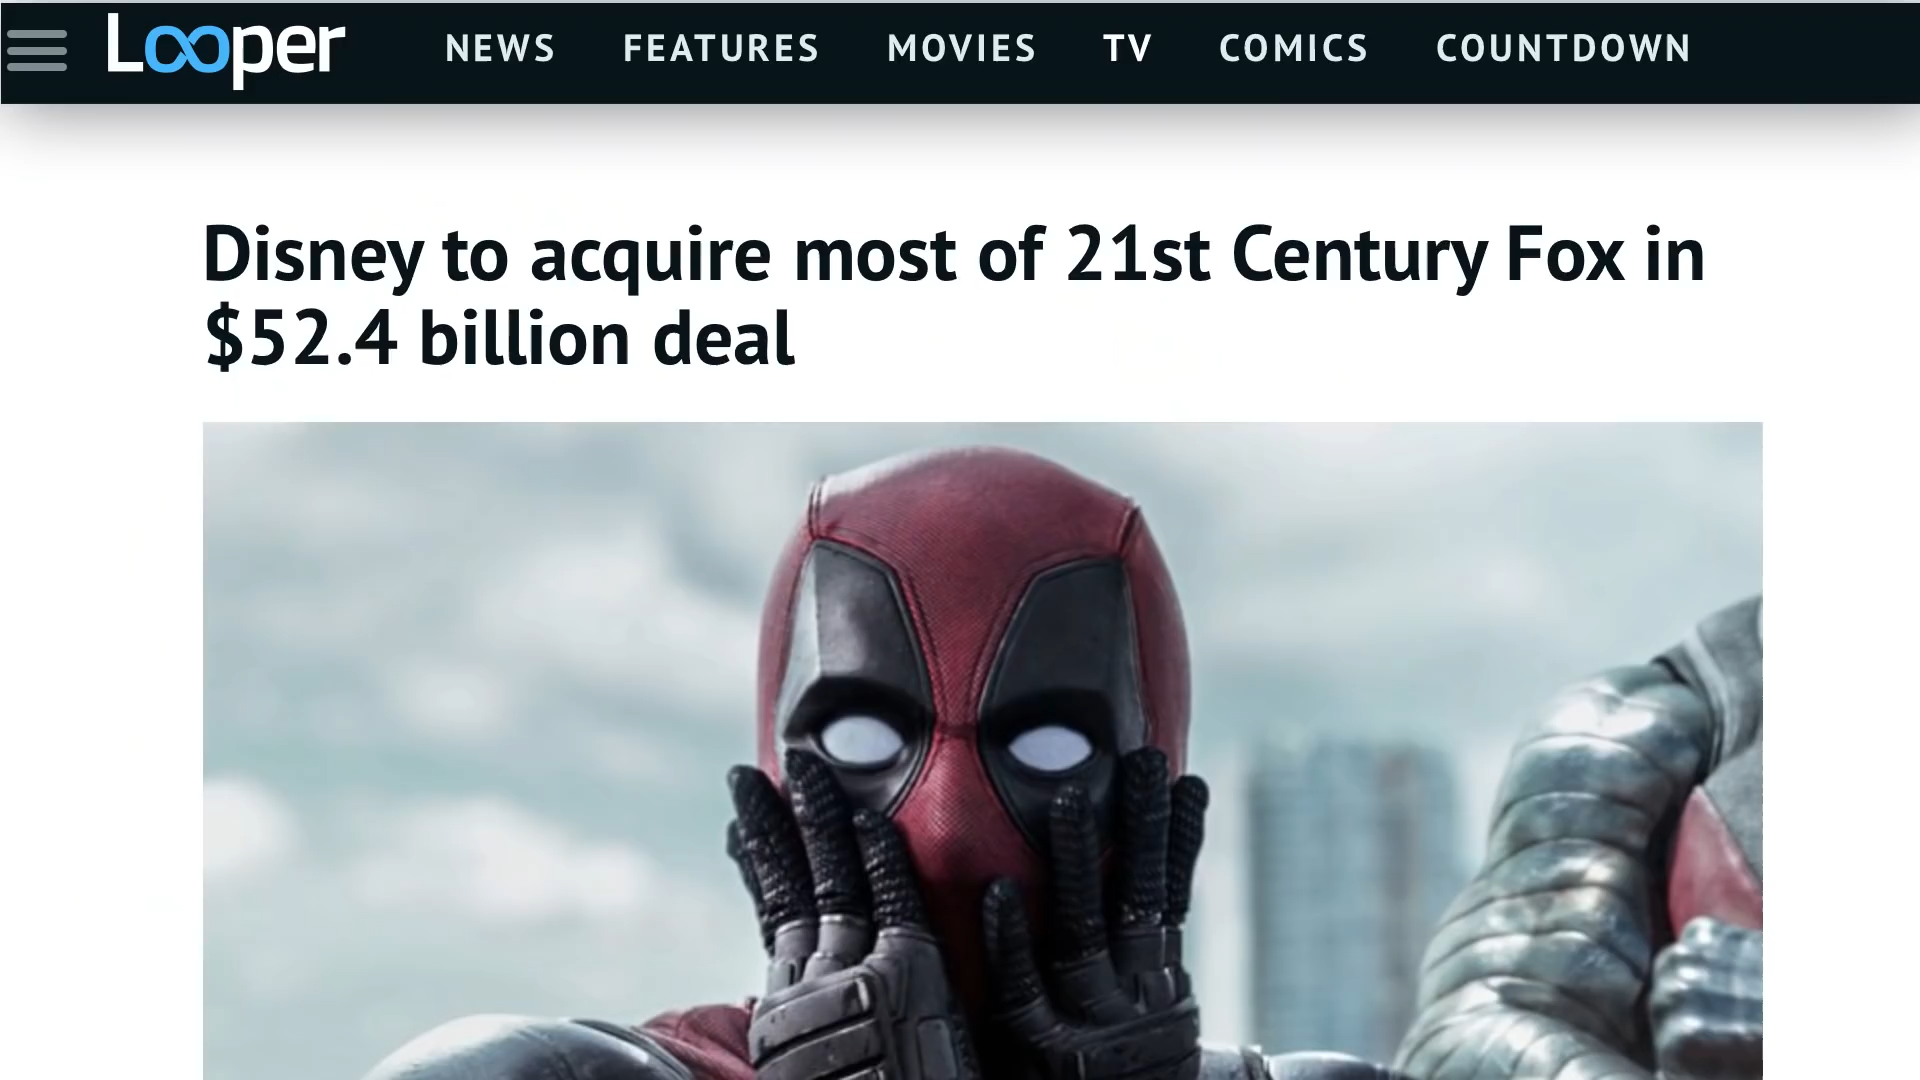 Looper NEWS FEATURES MOVIES TV COMICS COUNTDOWN
Disney to acquire most of 21st Century Fox in
$52.4 billion deal